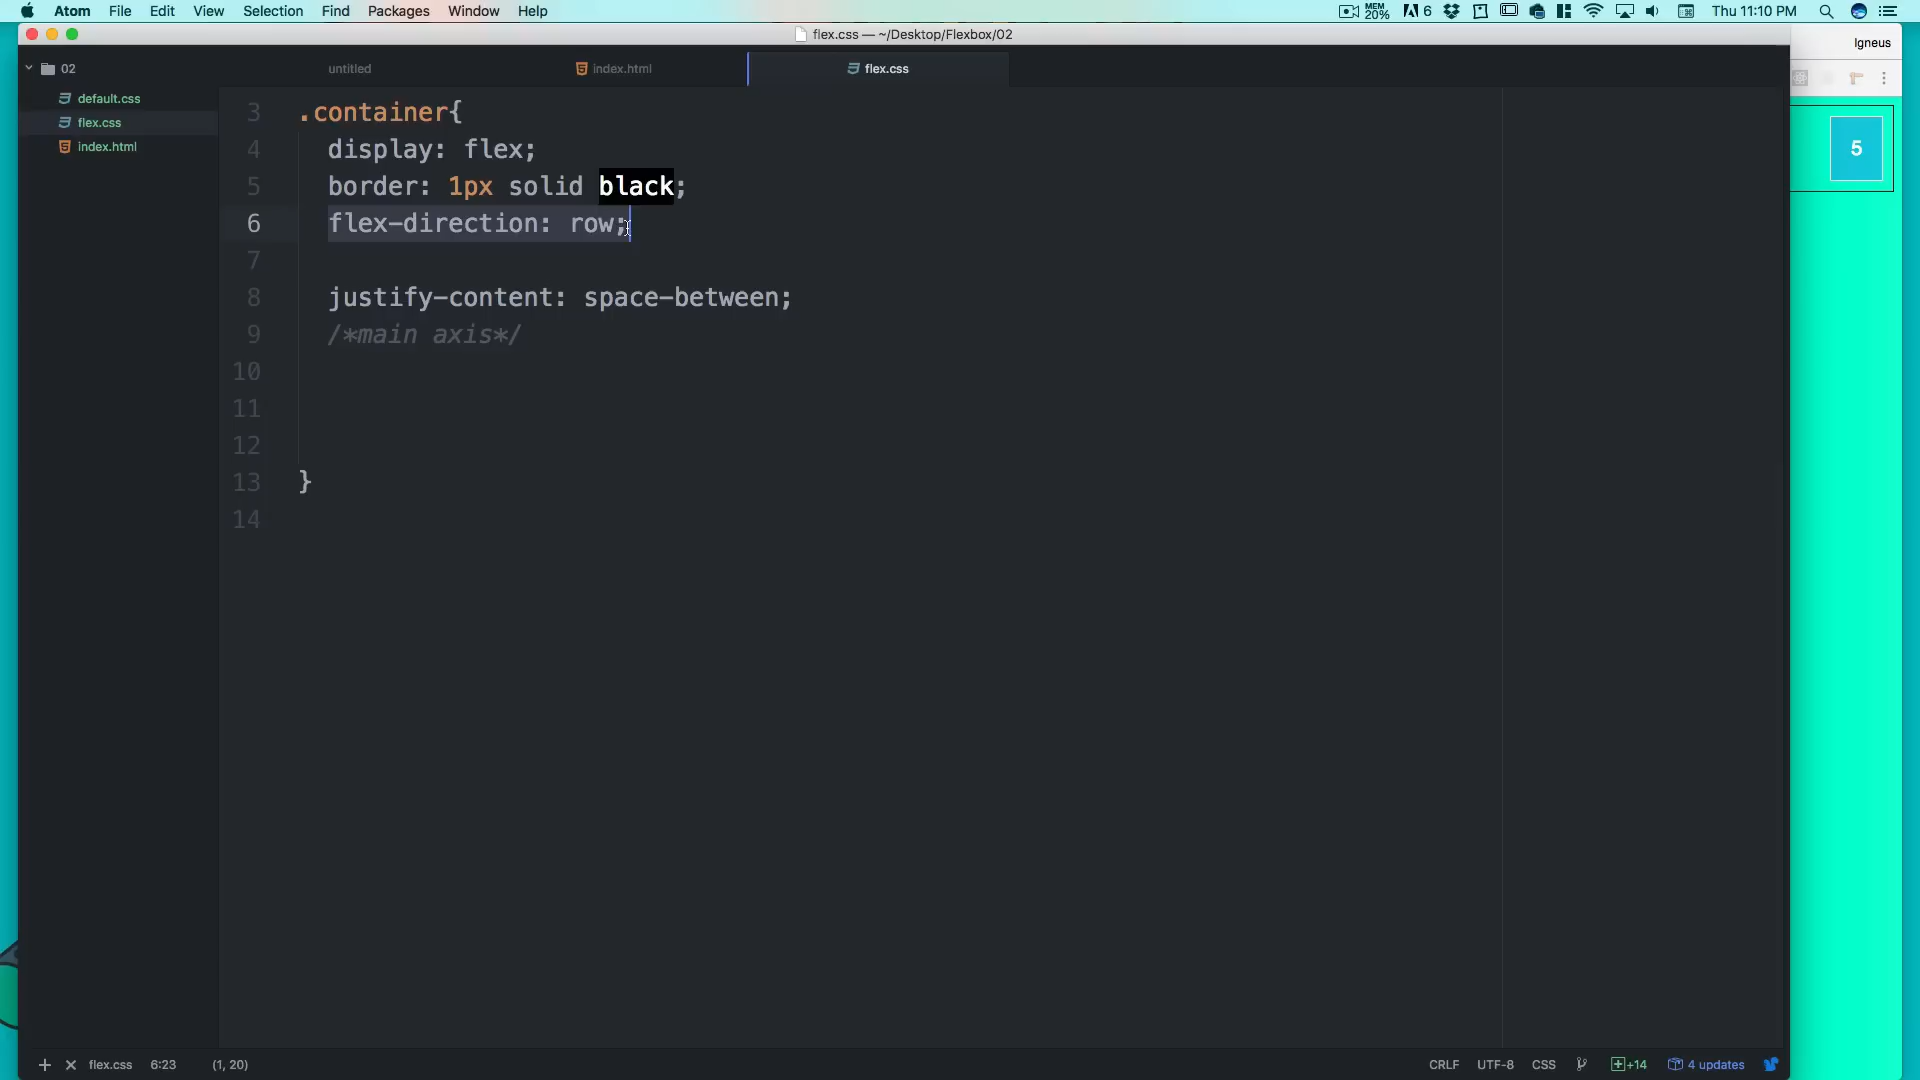 Atom File Edit View Selection Find Packages Window Help MEM 20% 6 Thu 11:10 PM
flex.css — ~/Desktop/Flexbox/02
Igneus
02
untitled
index.html
flex.css
default.css
flex.css
index.html
3 .container{
4 display: flex;
5 border: 1px solid black;
6 flex-direction: row;
7
8 justify-content: space-between;
9 /*main axis*/
10
11
12
13 }
14
5
flex.css 6:23 (1, 20) CRLF UTF-8 CSS +14 4 updates